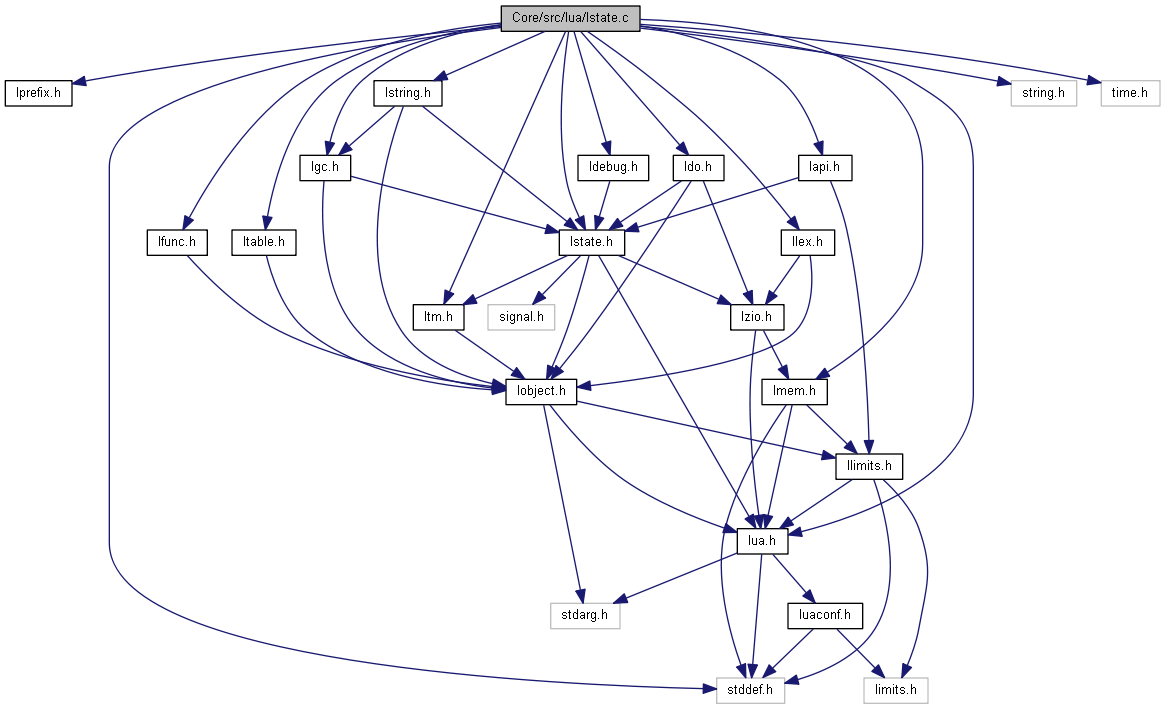 Core/src/lua/lstate.c
lprefix.h
lstring.h
string.h
time.h
lgc.h
ldebug.h
ldo.h
lapi.h
lfunc.h
ltable.h
lstate.h
llex.h
ltm.h
signal.h
lzio.h
lobject.h
lmem.h
llimits.h
lua.h
stdarg.h
luaconf.h
stddef.h
limits.h